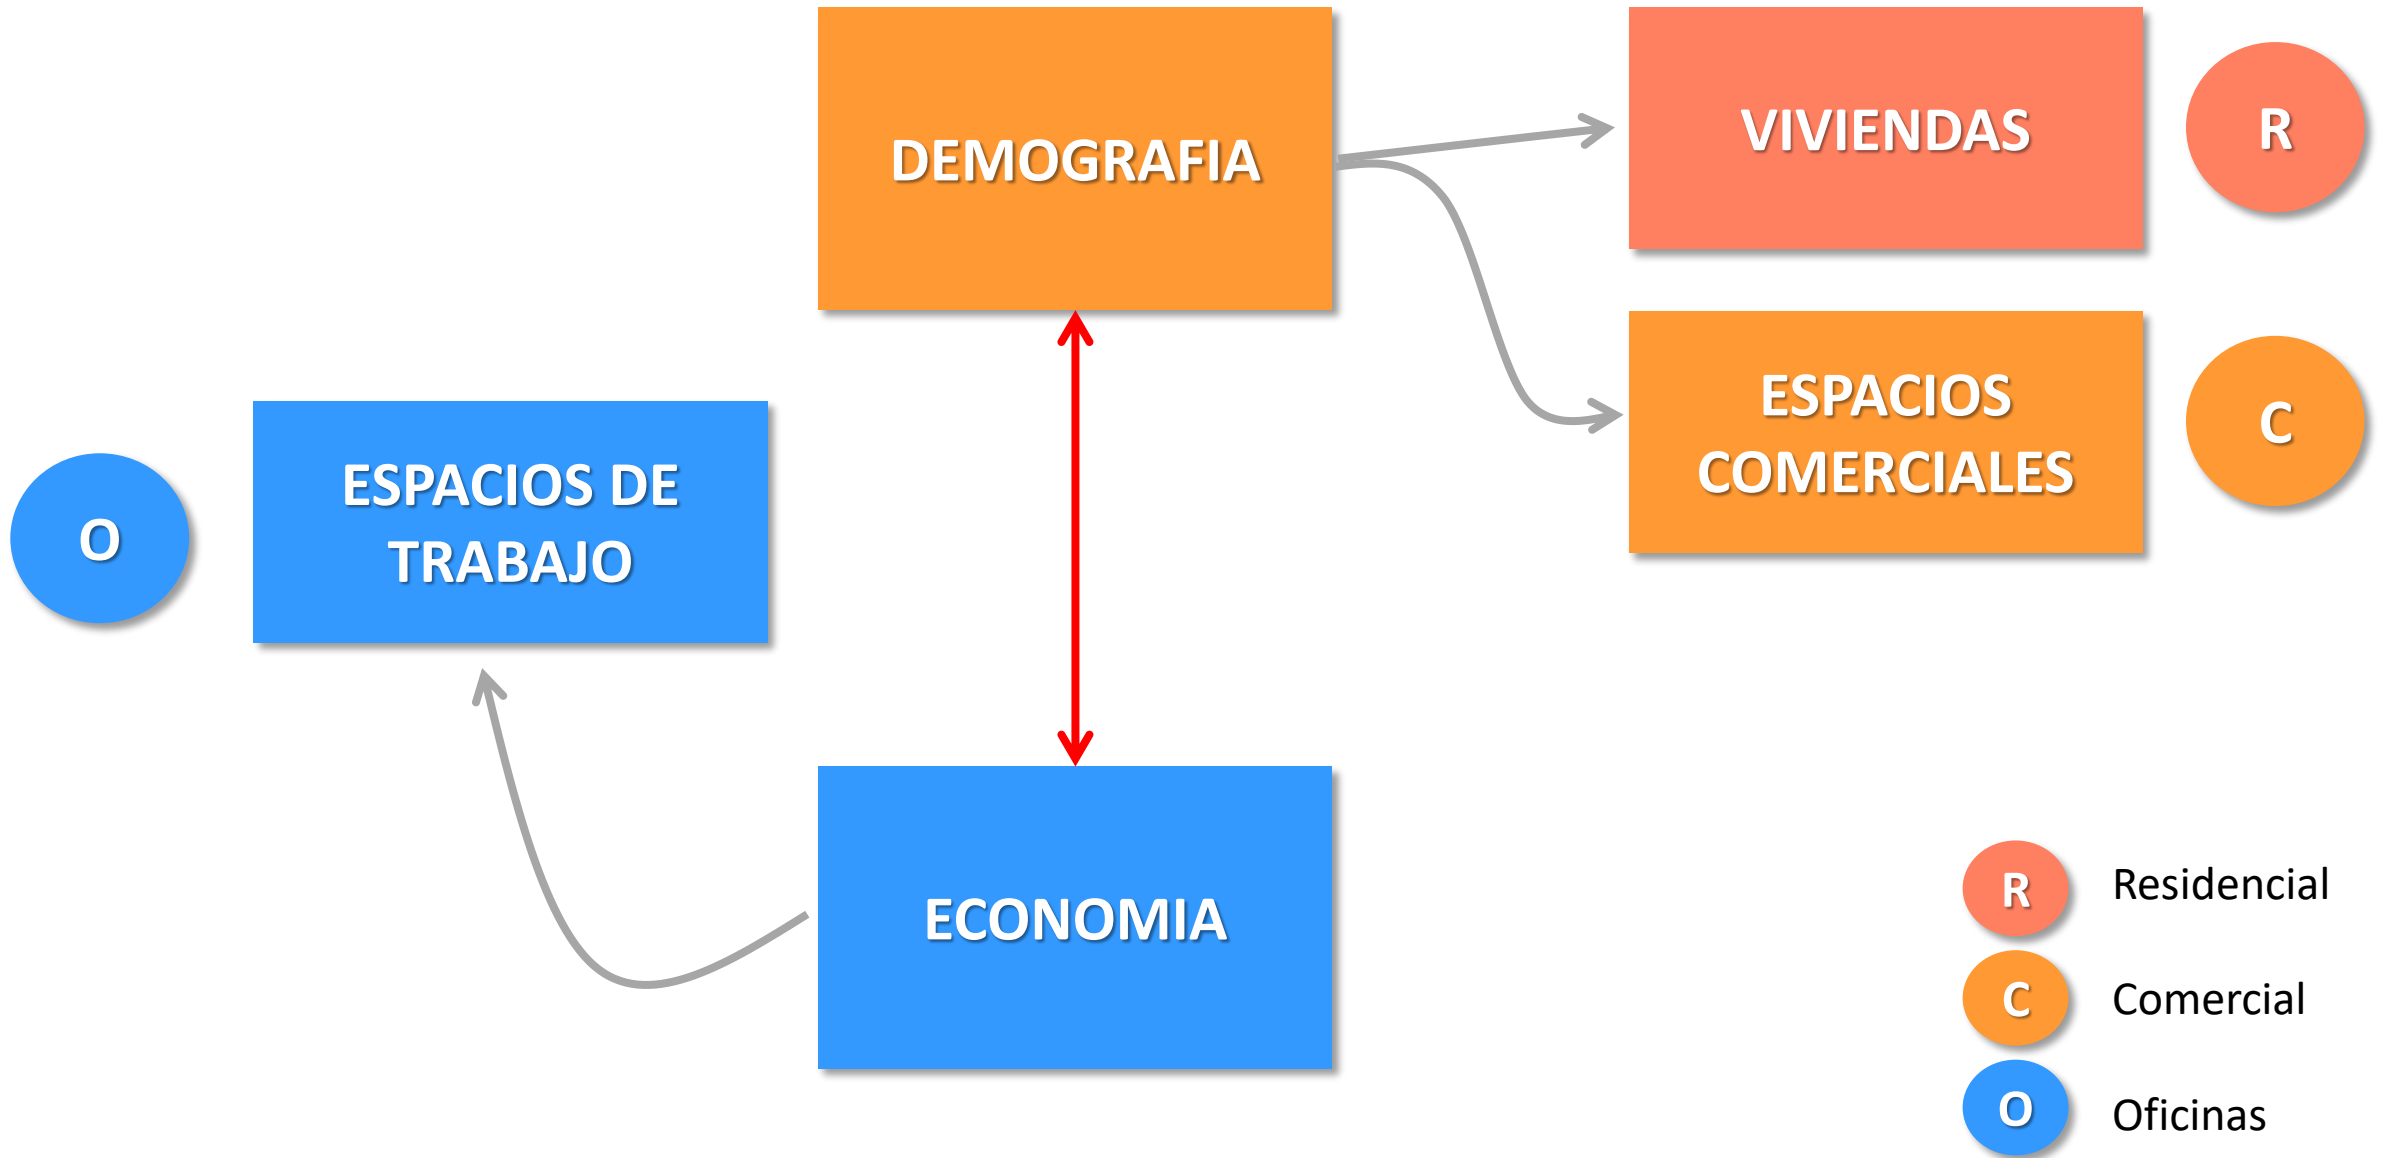 DEMOGRAFIA
VIVIENDAS
R
ESPACIOS
COMERCIALES
C
O
ESPACIOS DE
TRABAJO
ECONOMIA
R
Residencial
C
Comercial
O
Oficinas